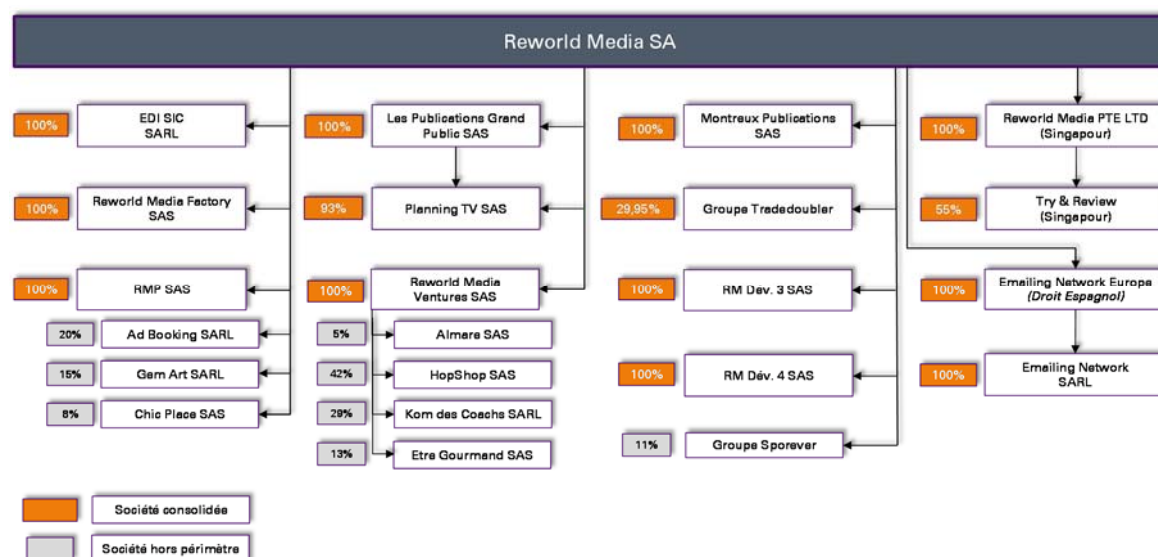 Reworld Media SA
100%
EDI SIC
SARL
100%
Les Publications Grand
Public SAS
100%
Montreux Publications
SAS
100%
Reworld Media PTE LTD
(Singapour)
100%
Reworld Media Factory
SAS
93%
Planning TV SAS
29,95%
Groupe Tradedoubler
55%
Try & Review
(Singapour)
100%
RMP SAS
100%
Reworld Media
Ventures SAS
100%
RM Dév. 3 SAS
100%
Emailing Network Europe
(Droit Espagnol)
20%
Ad Booking SARL
5%
Almare SAS
15%
Gem Art SARL
42%
HopShop SAS
100%
RM Dév. 4 SAS
100%
Emailing Network
SARL
8%
Chic Place SAS
29%
Kom des Coachs SARL
13%
Etre Gourmand SAS
11%
Groupe Sporever
Société consolidée
Société hors périmètre